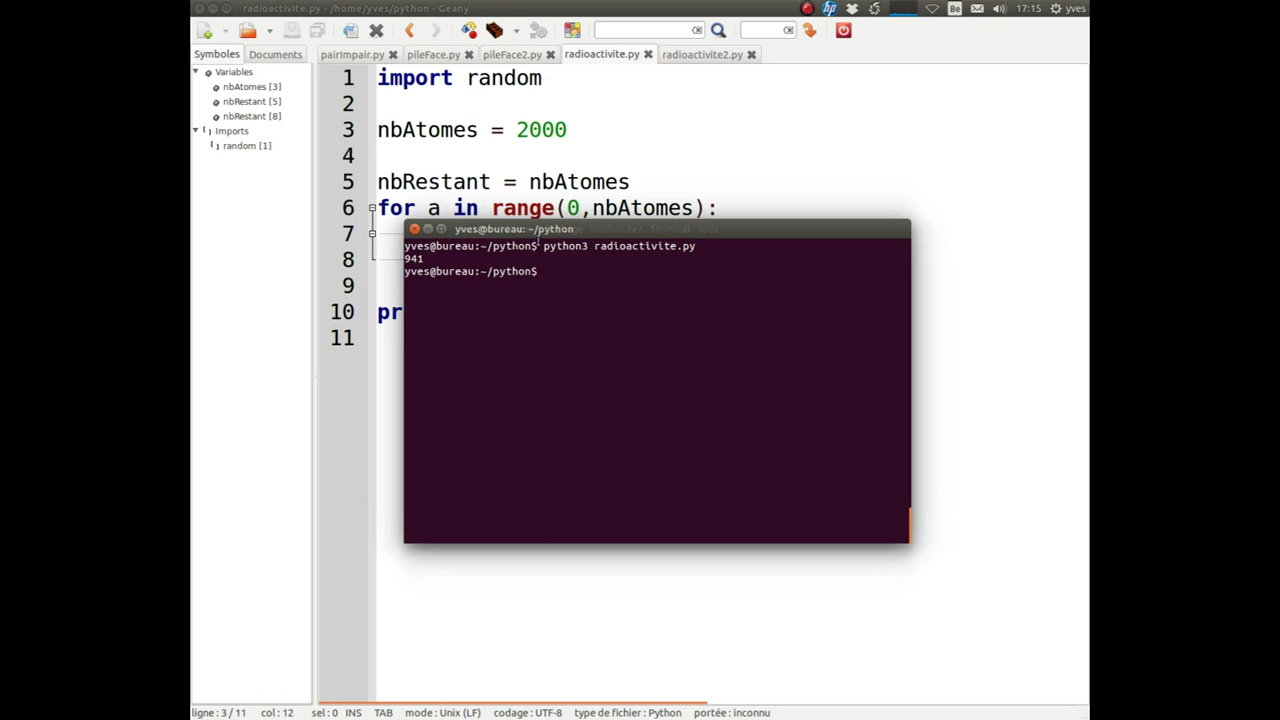 radioactivite.py - /home/yves/python - Geany
Be
17:15
yves
Symboles
Documents
pairImpair.py
pileFace.py
pileFace2.py
radioactivite.py
radioactivite2.py
Variables
nbAtomes [3]
nbRestant [5]
nbRestant [8]
Imports
random [1]
1 import random
2
3 nbAtomes = 2000
4
5 nbRestant = nbAtomes
6 for a in range(0,nbAtomes):
7
8
9
10 pr
11
yves@bureau: ~/python
yves@bureau:~/python$ python3 radioactivite.py
941
yves@bureau:~/python$
ligne : 3 / 11 col : 12 sel : 0 INS TAB mode : Unix (LF) codage : UTF-8 type de fichier : Python portée : inconnu